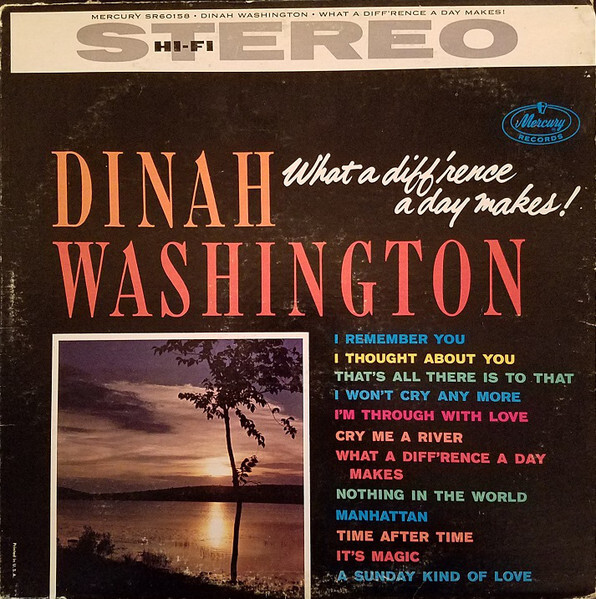 MERCURY SR60158 • DINAH WASHINGTON • WHAT A DIFF'RENCE A DAY MAKES!
STEREO
HI-FI
Mercury
RECORDS
DINAH
What a diff'rence
a day makes!
WASHINGTON
I REMEMBER YOU
I THOUGHT ABOUT YOU
THAT'S ALL THERE IS TO THAT
I WON'T CRY ANY MORE
I'M THROUGH WITH LOVE
CRY ME A RIVER
WHAT A DIFF'RENCE A DAY
MAKES
NOTHING IN THE WORLD
MANHATTAN
TIME AFTER TIME
IT'S MAGIC
A SUNDAY KIND OF LOVE
Printed in U.S.A.